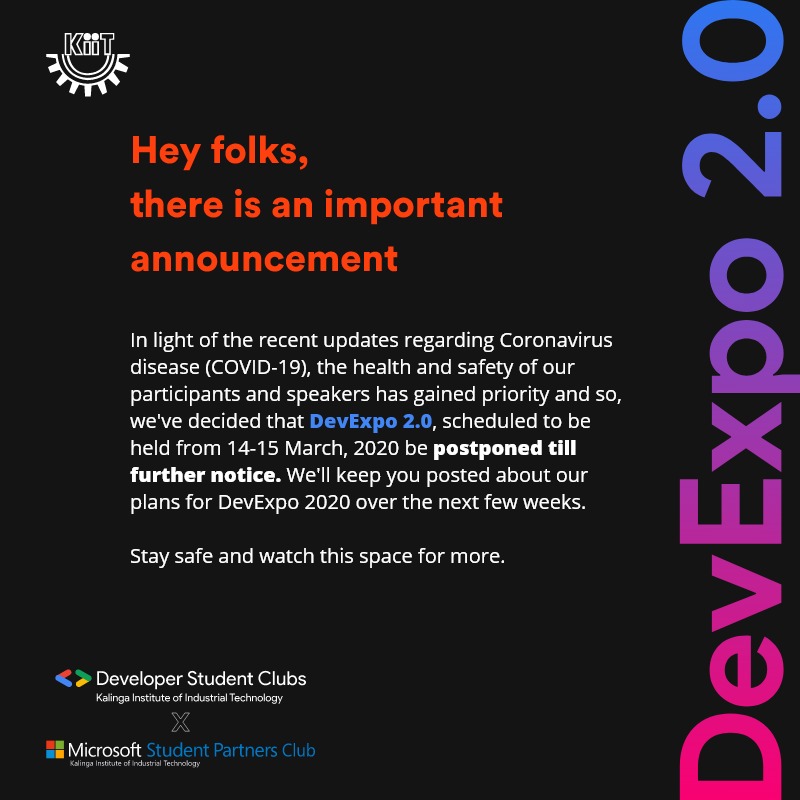 KiiT
Hey folks,
there is an important
announcement
In light of the recent updates regarding Coronavirus
disease (COVID-19), the health and safety of our
participants and speakers has gained priority and so,
we've decided that DevExpo 2.0, scheduled to be
held from 14-15 March, 2020 be postponed till
further notice. We'll keep you posted about our
plans for DevExpo 2020 over the next few weeks.
Stay safe and watch this space for more.
Developer Student Clubs
Kalinga Institute of Industrial Technology
X
Microsoft Student Partners Club
Kalinga Institute of Industrial Technology
DevExpo 2.0